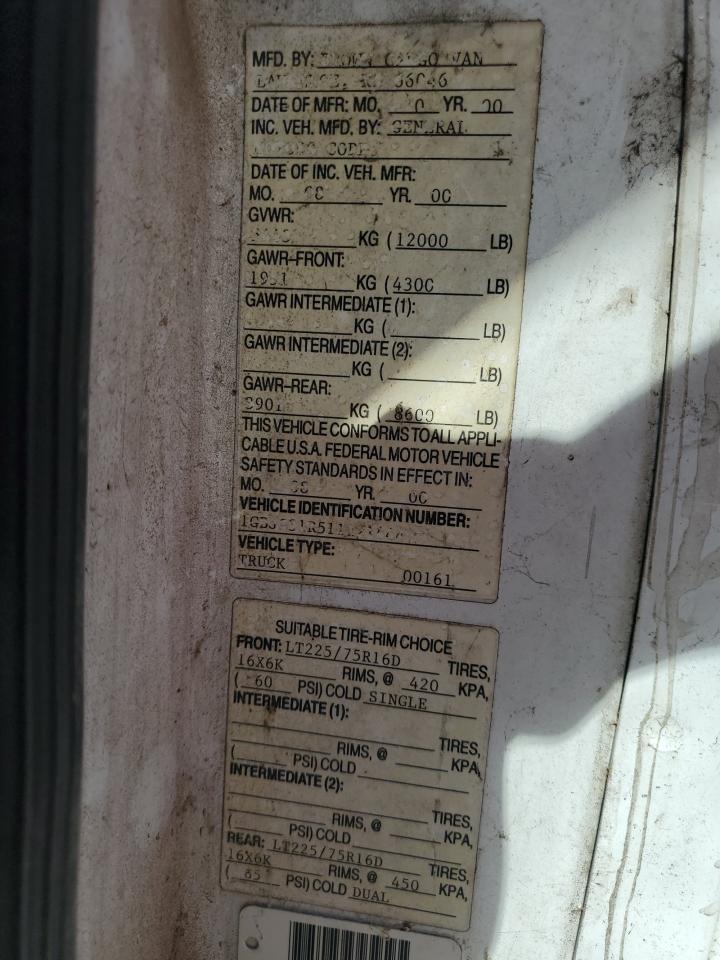 MFD. BY: VAN
DATE OF MFR: MO. YR. 00
INC. VEH. MFD. BY: GENERAL
DATE OF INC. VEH. MFR:
MO. YR. 00
GVWR:
KG (12000 LB)
GAWR-FRONT:
KG (4300 LB)
GAWR INTERMEDIATE (1):
KG ( LB)
GAWR INTERMEDIATE (2):
KG ( LB)
GAWR-REAR:
KG ( 8600 LB)
THIS VEHICLE CONFORMS TO ALL APPLI-
CABLE U.S.A. FEDERAL MOTOR VEHICLE
SAFETY STANDARDS IN EFFECT IN:
MO. YR. 00
VEHICLE IDENTIFICATION NUMBER:
VEHICLE TYPE:
TRUCK 00161
SUITABLE TIRE-RIM CHOICE
FRONT: LT225/75R16D TIRES,
16X6K RIMS, @ 420 KPA,
( 60 PSI) COLD SINGLE
INTERMEDIATE (1):
TIRES,
RIMS, @ KPA,
( PSI) COLD
INTERMEDIATE (2):
TIRES,
RIMS, @ KPA,
( PSI) COLD
REAR: LT225/75R16D TIRES,
16X6K RIMS, @ 450 KPA,
( 65 PSI) COLD DUAL